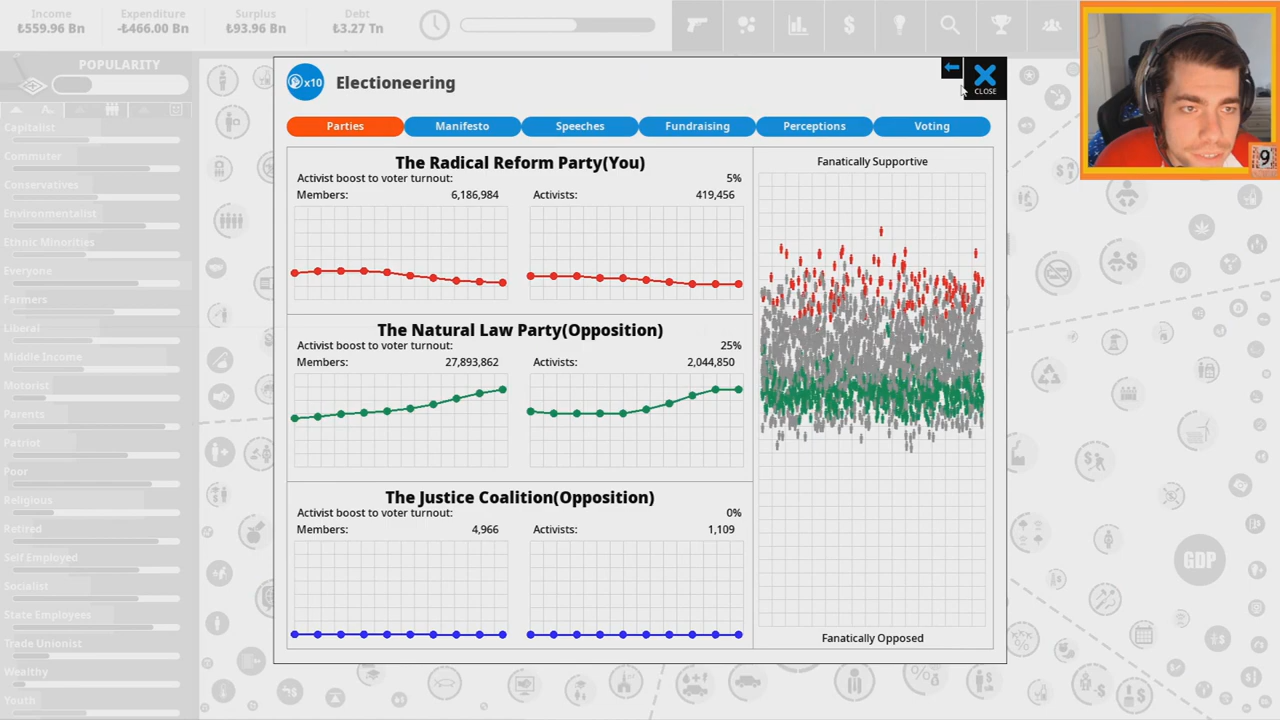 Income
₺559.96 Bn
Expenditure
-₺466.00 Bn
Surplus
₺93.96 Bn
Debt
₺3.27 Tn
POPULARITY
Capitalist
Commuter
Conservatives
Environmentalist
Ethnic Minorities
Everyone
Farmers
Liberal
Middle Income
Motorist
Parents
Patriot
Poor
Religious
Retired
Self Employed
Socialist
State Employees
Trade Unionist
Wealthy
Youth
x10
Electioneering
CLOSE
Parties
Manifesto
Speeches
Fundraising
Perceptions
Voting
The Radical Reform Party(You)
Activist boost to voter turnout: 5%
Members: 6,186,984
Activists: 419,456
The Natural Law Party(Opposition)
Activist boost to voter turnout: 25%
Members: 27,893,862
Activists: 2,044,850
The Justice Coalition(Opposition)
Activist boost to voter turnout: 0%
Members: 4,966
Activists: 1,109
Fanatically Supportive
Fanatically Opposed
GDP
9